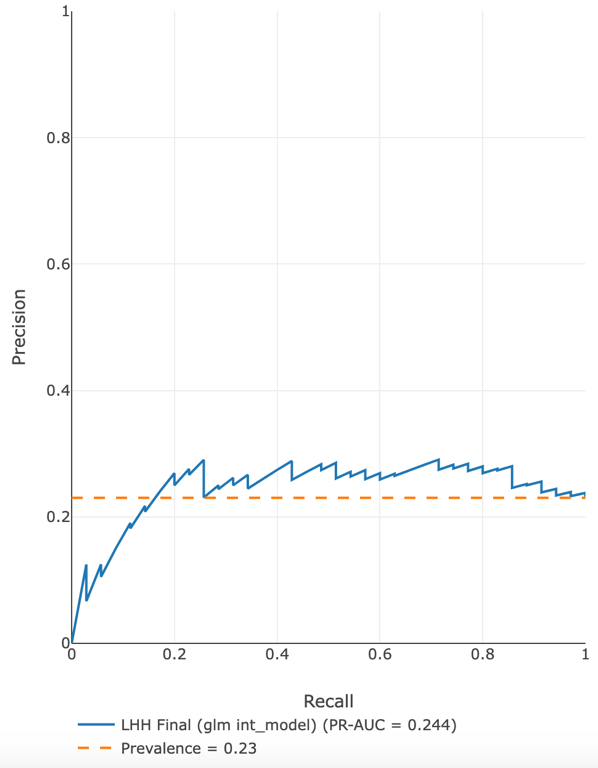 1
0.8
0.6
0.4
0.2
0
Precision
0 0.2 0.4 0.6 0.8 1
Recall
LHH Final (glm int_model) (PR-AUC = 0.244)
Prevalence = 0.23